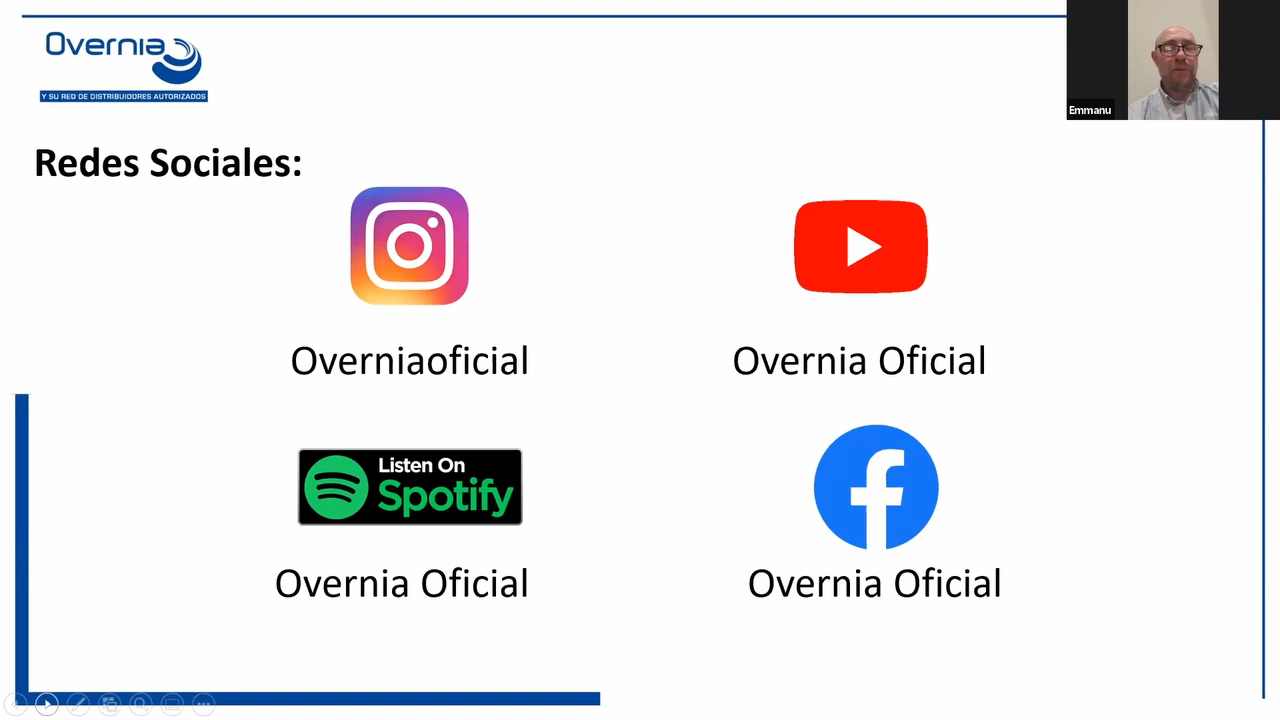 Overnia
Y SU RED DE DISTRIBUIDORES AUTORIZADOS
Emmanu
Redes Sociales:
Overniaoficial
Overnia Oficial
Listen On
Spotify
Overnia Oficial
Overnia Oficial